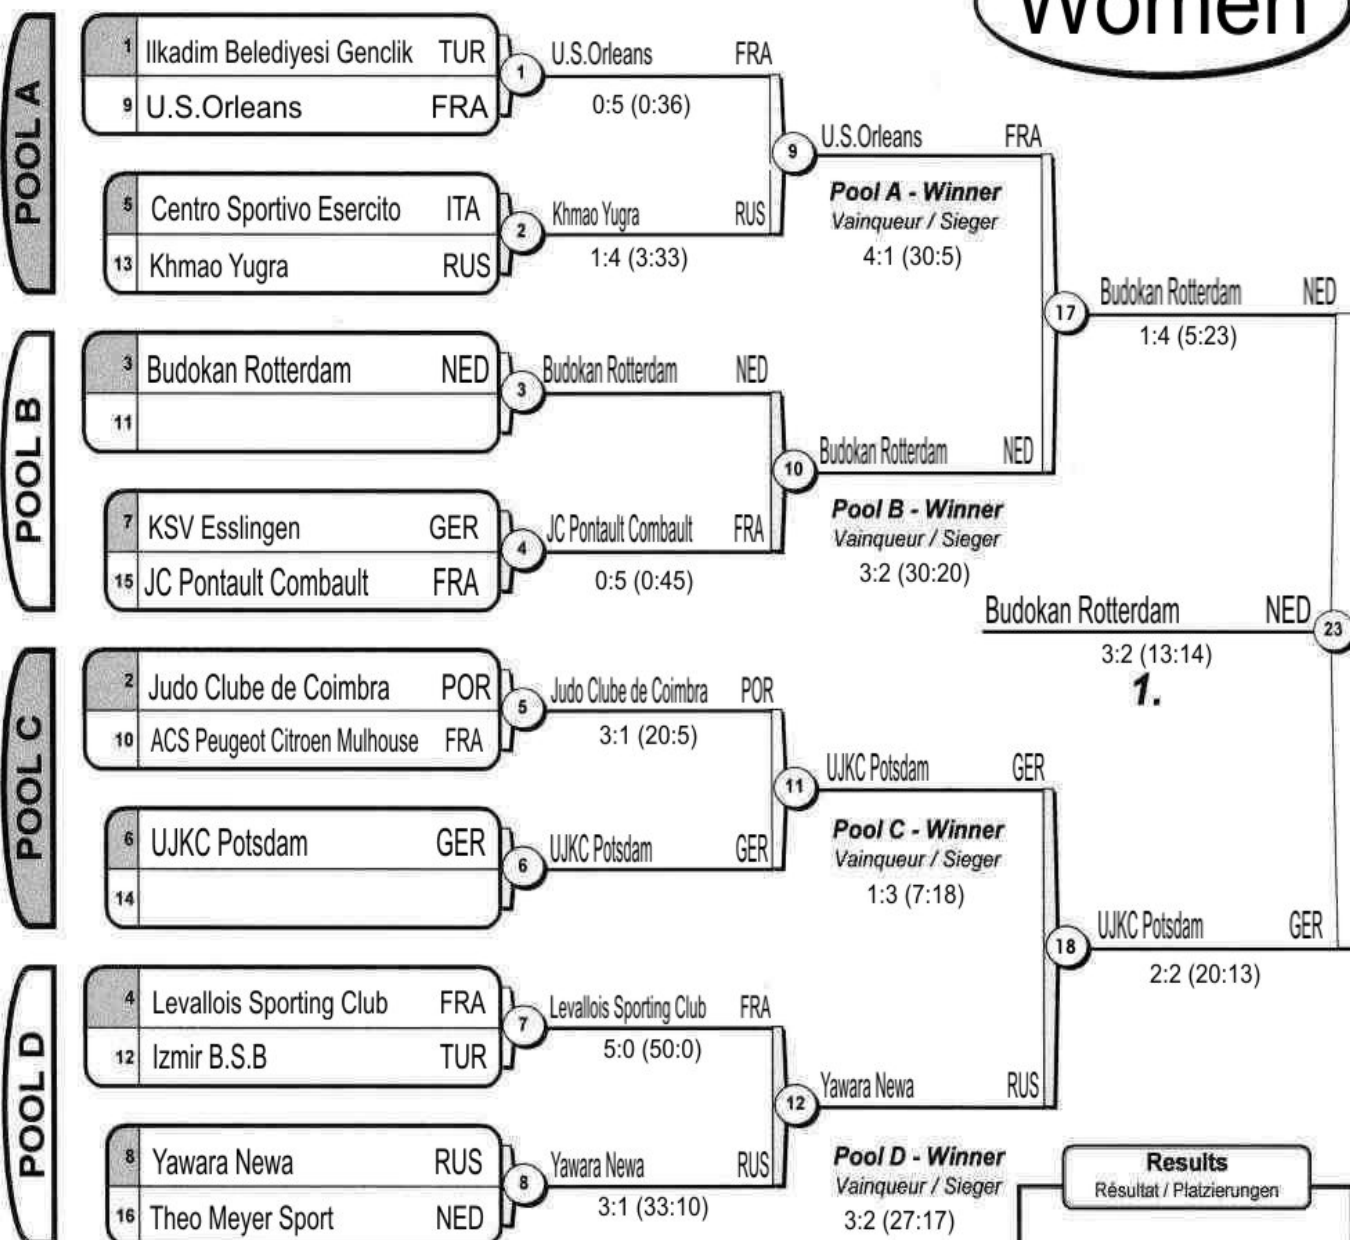 Women
POOL A
1 Ilkadim Belediyesi Genclik TUR
9 U.S.Orleans FRA
1
U.S.Orleans FRA
0:5 (0:36)
5 Centro Sportivo Esercito ITA
13 Khmao Yugra RUS
2
Khmao Yugra RUS
1:4 (3:33)
9
U.S.Orleans FRA
Pool A - Winner
Vainqueur / Sieger
4:1 (30:5)
POOL B
3 Budokan Rotterdam NED
11
3
Budokan Rotterdam NED
7 KSV Esslingen GER
15 JC Pontault Combault FRA
4
JC Pontault Combault FRA
0:5 (0:45)
10
Budokan Rotterdam NED
Pool B - Winner
Vainqueur / Sieger
3:2 (30:20)
17
Budokan Rotterdam NED
1:4 (5:23)
Budokan Rotterdam NED
23
3:2 (13:14)
1.
POOL C
2 Judo Clube de Coimbra POR
10 ACS Peugeot Citroen Mulhouse FRA
5
Judo Clube de Coimbra POR
3:1 (20:5)
6 UJKC Potsdam GER
14
6
UJKC Potsdam GER
11
UJKC Potsdam GER
Pool C - Winner
Vainqueur / Sieger
1:3 (7:18)
18
UJKC Potsdam GER
2:2 (20:13)
POOL D
4 Levallois Sporting Club FRA
12 Izmir B.S.B TUR
7
Levallois Sporting Club FRA
5:0 (50:0)
8 Yawara Newa RUS
16 Theo Meyer Sport NED
8
Yawara Newa RUS
3:1 (33:10)
12
Yawara Newa RUS
Pool D - Winner
Vainqueur / Sieger
3:2 (27:17)
Results
Résultat / Platzierungen